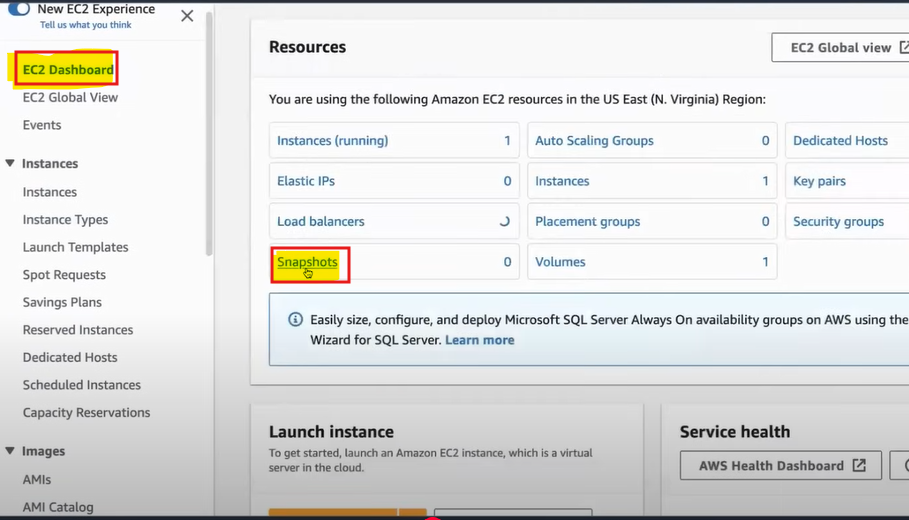 New EC2 Experience
Tell us what you think
EC2 Dashboard
EC2 Global View
Events
Instances
Instances
Instance Types
Launch Templates
Spot Requests
Savings Plans
Reserved Instances
Dedicated Hosts
Scheduled Instances
Capacity Reservations
Images
AMIs
AMI Catalog
Resources
EC2 Global view
You are using the following Amazon EC2 resources in the US East (N. Virginia) Region:
Instances (running) 1 Auto Scaling Groups 0 Dedicated Hosts
Elastic IPs 0 Instances 1 Key pairs
Load balancers Placement groups 0 Security groups
Snapshots 0 Volumes 1
Easily size, configure, and deploy Microsoft SQL Server Always On availability groups on AWS using the
Wizard for SQL Server. Learn more
Launch instance
To get started, launch an Amazon EC2 instance, which is a virtual
server in the cloud.
Service health
AWS Health Dashboard